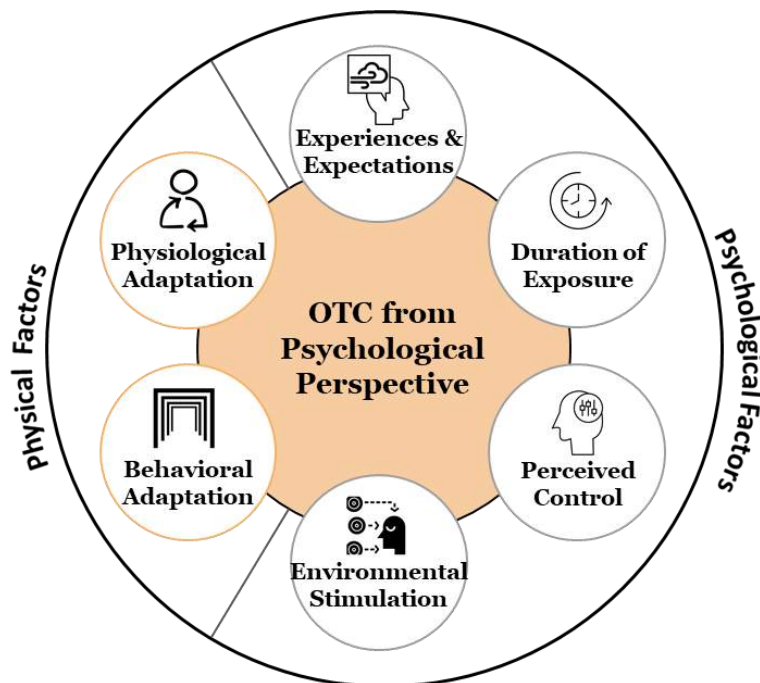 Experiences &
Expectations
Physiological
Adaptation
Duration of
Exposure
Physical Factors
Psychological Factors
OTC from
Psychological
Perspective
Behavioral
Adaptation
Perceived
Control
Environmental
Stimulation